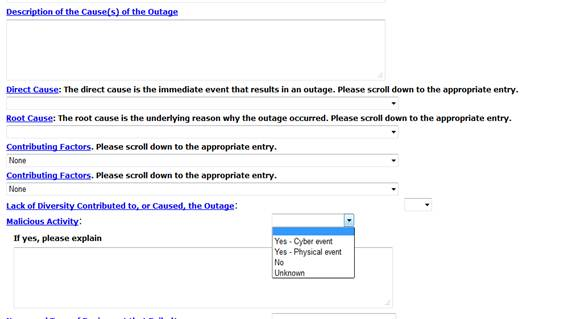 Description of the Cause(s) of the Outage
Direct Cause: The direct cause is the immediate event that results in an outage. Please scroll down to the appropriate entry.
Root Cause: The root cause is the underlying reason why the outage occurred. Please scroll down to the appropriate entry.
Contributing Factors. Please scroll down to the appropriate entry.
None
Contributing Factors. Please scroll down to the appropriate entry.
None
Lack of Diversity Contributed to, or Caused, the Outage:
Malicious Activity:
Yes - Cyber event
Yes - Physical event
No
Unknown
If yes, please explain